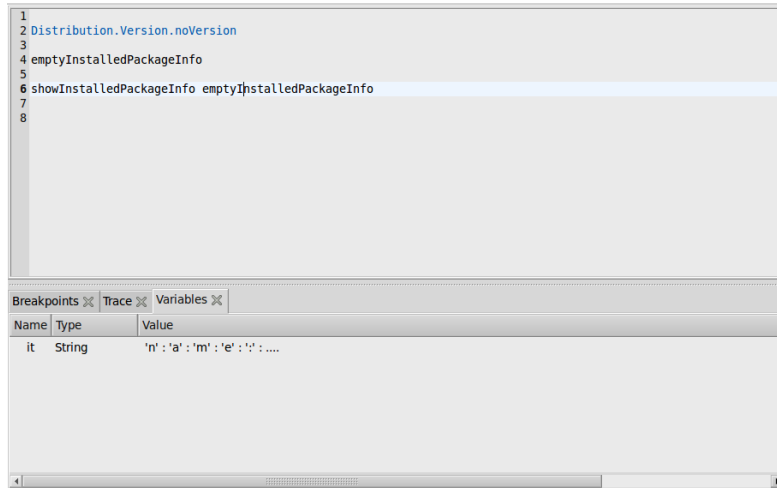 1
2 Distribution.Version.noVersion
3
4 emptyInstalledPackageInfo
5
6 showInstalledPackageInfo emptyInstalledPackageInfo
7
8
Breakpoints Trace Variables
Name Type Value
it String 'n' : 'a' : 'm' : 'e' : ':' : ....